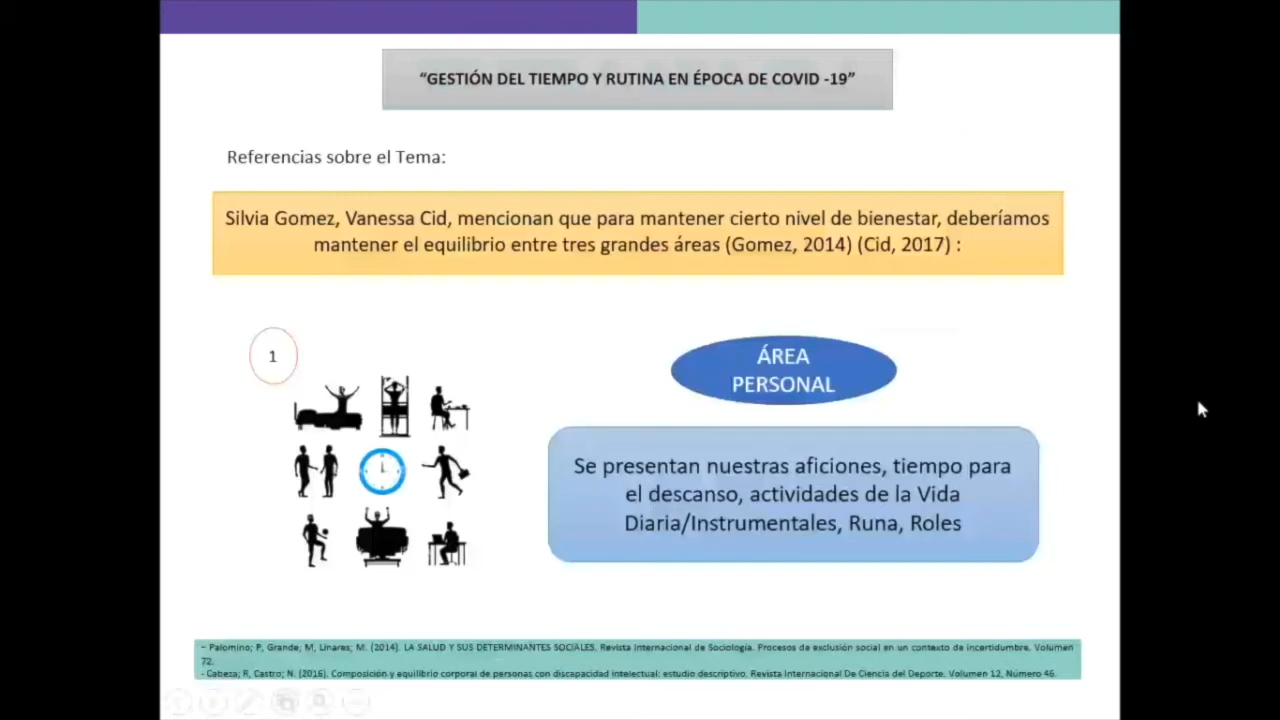 “GESTIÓN DEL TIEMPO Y RUTINA EN ÉPOCA DE COVID -19”
Referencias sobre el Tema:
Silvia Gomez, Vanessa Cid, mencionan que para mantener cierto nivel de bienestar, deberíamos
mantener el equilibrio entre tres grandes áreas (Gomez, 2014) (Cid, 2017) :
1
ÁREA
PERSONAL
Se presentan nuestras aficiones, tiempo para
el descanso, actividades de la Vida
Diaria/Instrumentales, Runa, Roles
– Palomino; P, Grande; M, Linares; M. (2014). LA SALUD Y SUS DETERMINANTES SOCIALES. Revista Internacional de Sociología. Procesos de exclusión social en un contexto de incertidumbre. Volumen
72.
- Cabeza; R, Castro; N. (2016). Composición y equilibrio corporal de personas con discapacidad intelectual: estudio descriptivo. Revista Internacional De Ciencia del Deporte. Volumen 12, Número 46.